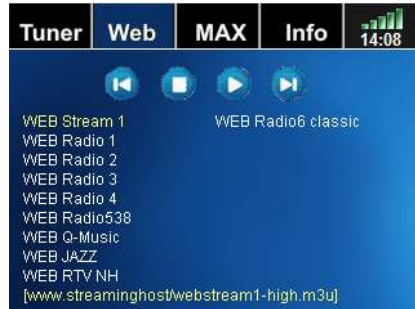 Tuner Web MAX Info 14:08
WEB Stream 1
WEB Radio 1
WEB Radio 2
WEB Radio 3
WEB Radio 4
WEB Radio538
WEB Q-Music
WEB JAZZ
WEB RTV NH
WEB Radio6 classic
[www.streaminghost/webstream1-high.m3u]